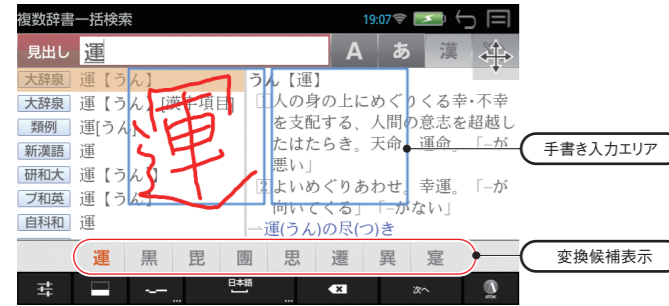 複数辞書一括検索 19:07
見出し 運 A あ 漢
大辞泉 運【うん】
大辞泉 運【うん】[漢字項目]
類例 運[うん]
新漢語 運
研和大 運【うん】
プ和英 運【うん】
自科和 運
うん【運】
1人の身の上にめぐりくる幸・不幸
を支配する、人間の意志を超越し
たはたらき。天命。運命。「―が
悪い」
2よいめぐりあわせ。幸運。「―が
向いてくる」「―がない」
運(うん)の尽(つ)き
運
手書き入力エリア
運 黒 毘 團 思 遷 異 寔
変換候補表示
日本語 次へ ATOK